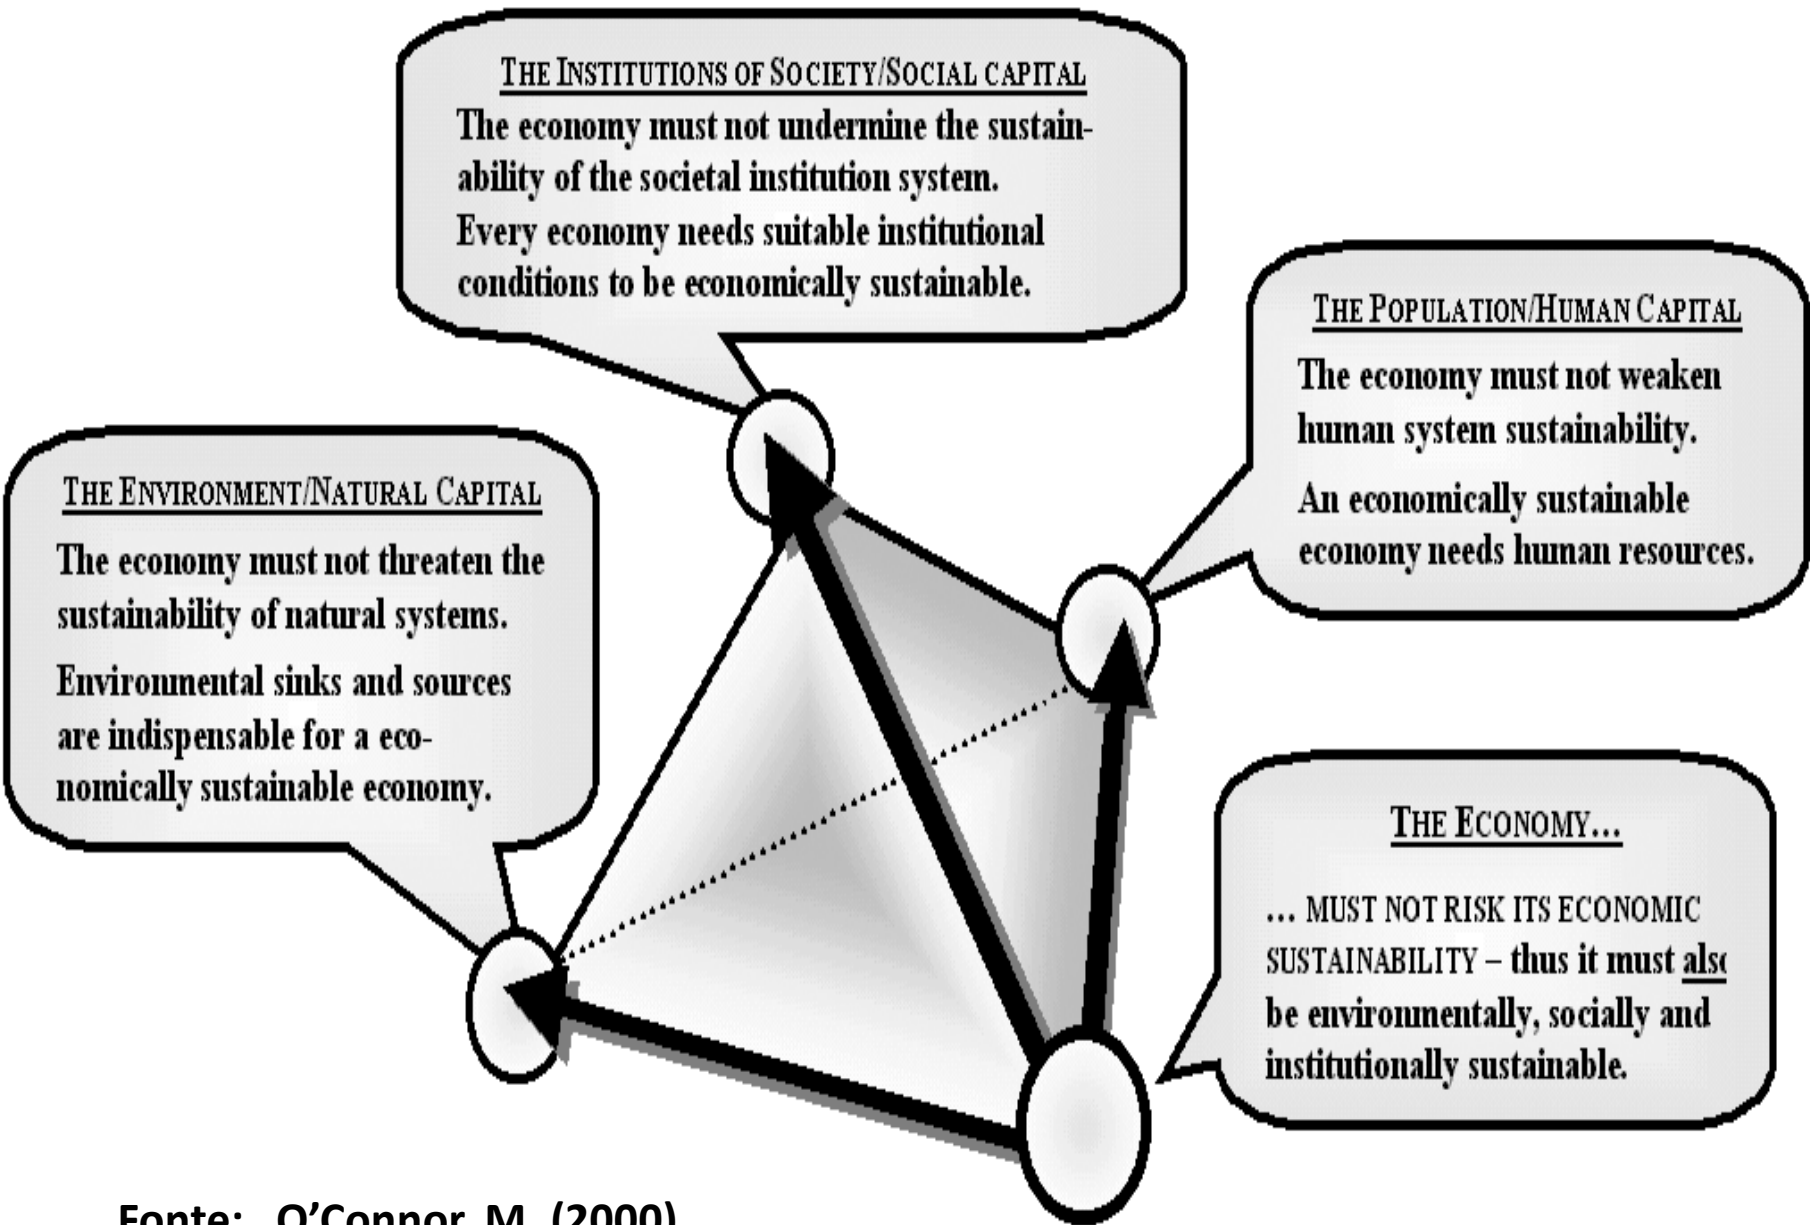 THE INSTITUTIONS OF SOCIETY/SOCIAL CAPITAL
The economy must not undermine the sustain-
ability of the societal institution system.
Every economy needs suitable institutional
conditions to be economically sustainable.
THE POPULATION/HUMAN CAPITAL
The economy must not weaken
human system sustainability.
An economically sustainable
economy needs human resources.
THE ENVIRONMENT/NATURAL CAPITAL
The economy must not threaten the
sustainability of natural systems.
Environmental sinks and sources
are indispensable for a eco-
nomically sustainable economy.
THE ECONOMY...
... MUST NOT RISK ITS ECONOMIC
SUSTAINABILITY – thus it must also
be environmentally, socially and
institutionally sustainable.
Fonte: O'Connor, M. (2000)